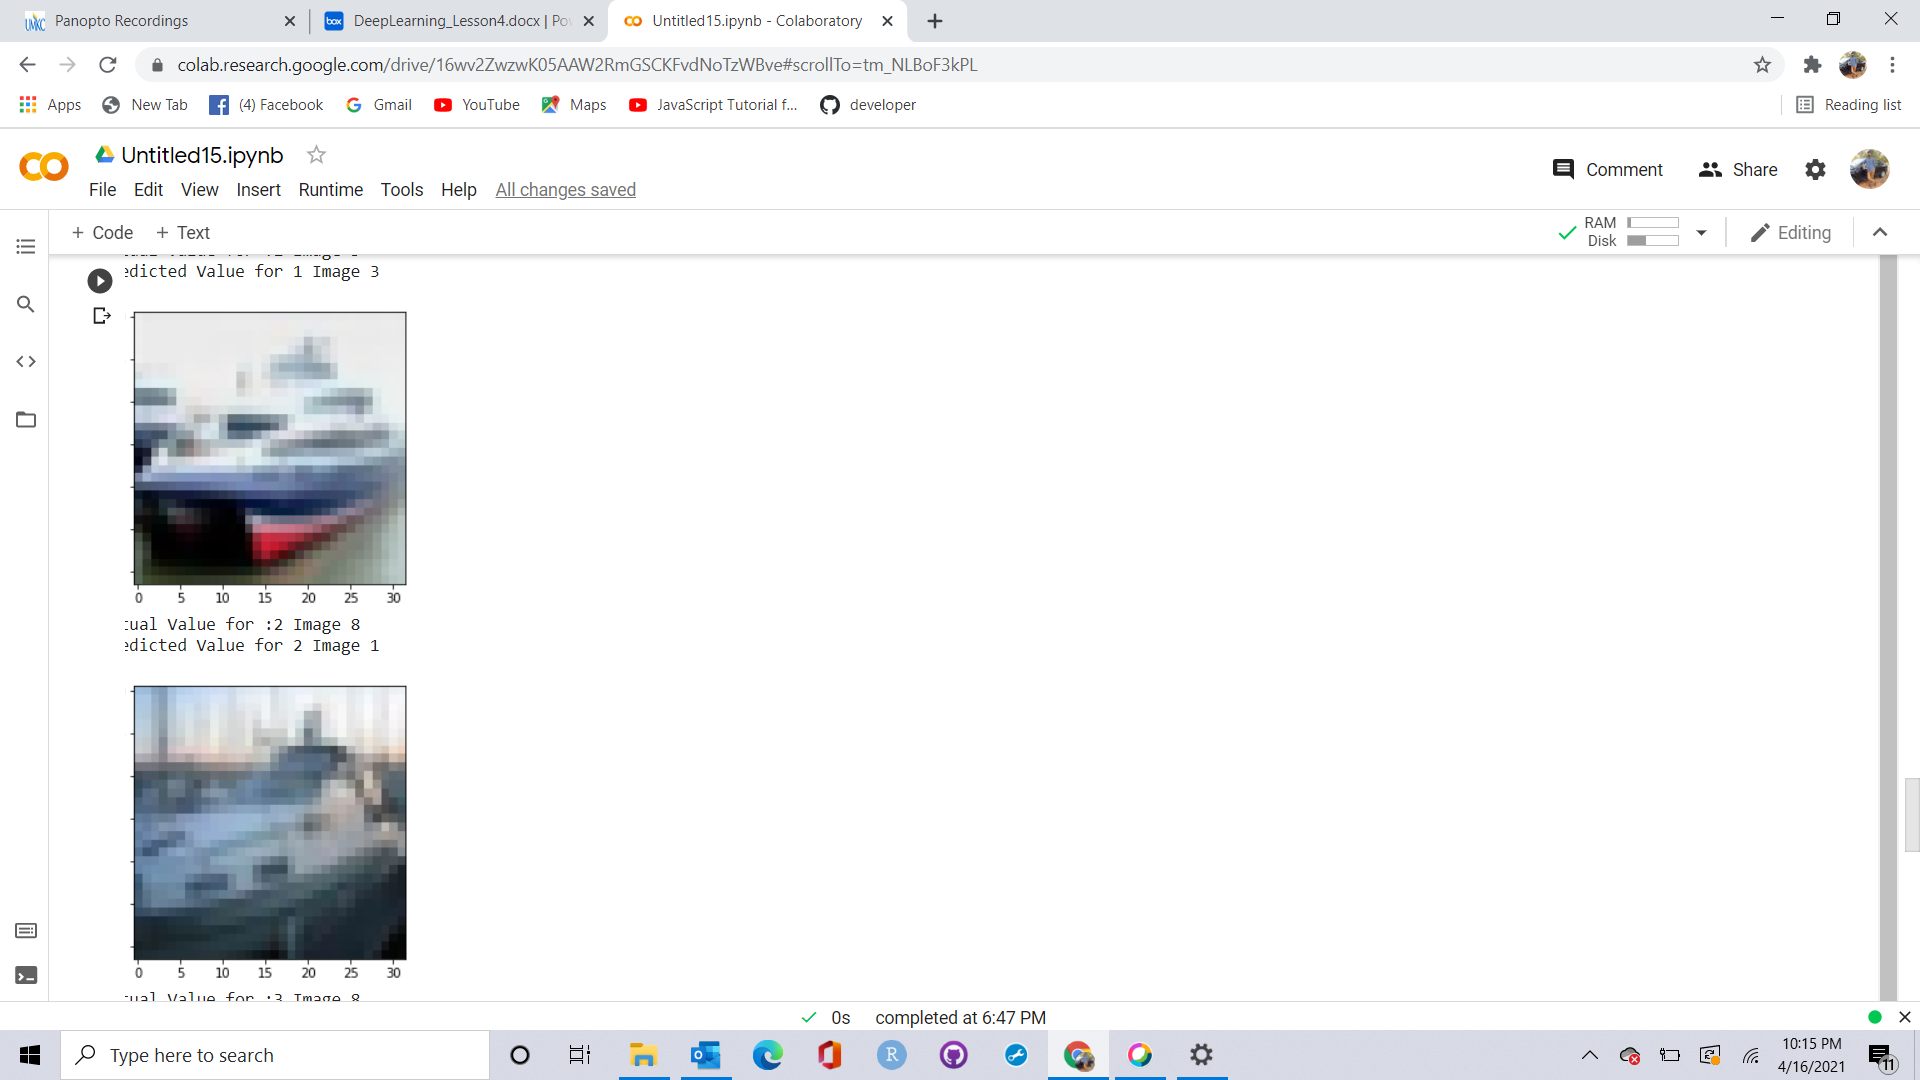 Panopto Recordings
DeepLearning_Lesson4.docx | Po
Untitled15.ipynb - Colaboratory
colab.research.google.com/drive/16wv2ZwzwK05AAW2RmGSCKFvdNoTzWBve#scrollTo=tm_NLBoF3kPL
Apps New Tab (4) Facebook Gmail YouTube Maps JavaScript Tutorial f... developer Reading list
Untitled15.ipynb
Comment Share
File Edit View Insert Runtime Tools Help All changes saved
+ Code + Text
RAM
Disk
Editing
edicted Value for 1 Image 3
0 5 10 15 20 25 30
tual Value for :2 Image 8
edicted Value for 2 Image 1
0 5 10 15 20 25 30
tual Value for :3 Image 8
0s completed at 6:47 PM
Type here to search
10:15 PM
4/16/2021
11